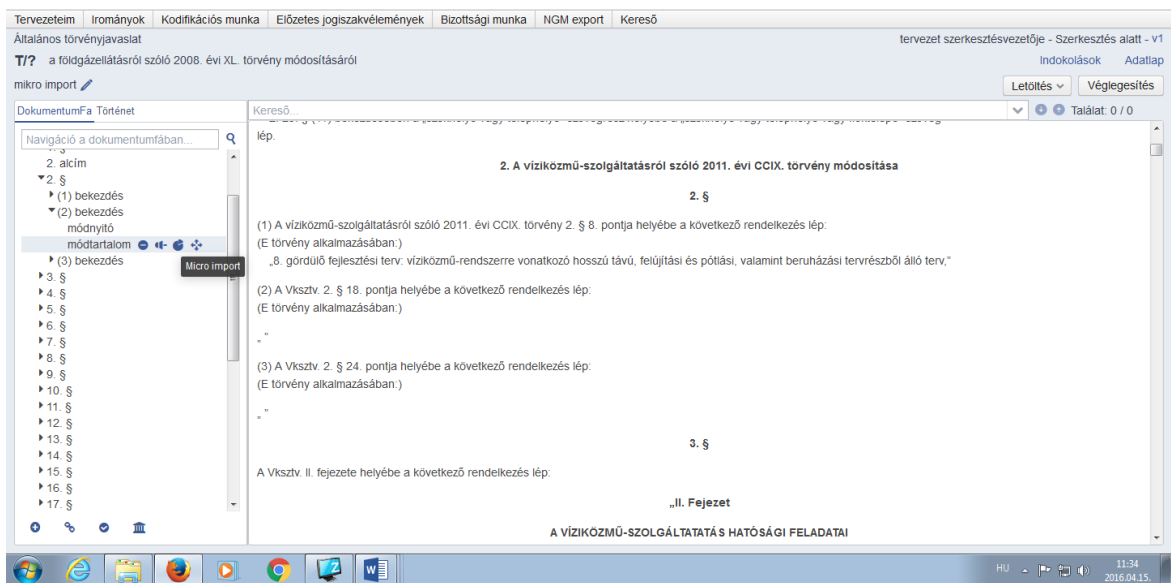 Tervezeteim Irományok Kodifikációs munka Előzetes jogiszakvélemények Bizottsági munka NGM export Kereső
Általános törvényjavaslat tervezet szerkesztésvezetője - Szerkesztés alatt - v1
T/? a földgázellátásról szóló 2008. évi XL. törvény módosításáról Indokolások Adatlap
mikro import Letöltés Véglegesítés
DokumentumFa Történet
Kereső... Találat: 0 / 0
Navigáció a dokumentumfában...
2. alcím
2. §
(1) bekezdés
(2) bekezdés
módnyitó
módtartalom
Micro import
(3) bekezdés
3. §
4. §
5. §
6. §
7. §
8. §
9. §
10. §
11. §
12. §
13. §
14. §
15. §
16. §
17. §
lép.
2. A víziközmű-szolgáltatásról szóló 2011. évi CCIX. törvény módosítása
2. §
(1) A víziközmű-szolgáltatásról szóló 2011. évi CCIX. törvény 2. § 8. pontja helyébe a következő rendelkezés lép:
(E törvény alkalmazásában:)
„8. gördülő fejlesztési terv: víziközmű-rendszerre vonatkozó hosszú távú, felújítási és pótlási, valamint beruházási tervrészből álló terv,”
(2) A Vksztv. 2. § 18. pontja helyébe a következő rendelkezés lép:
(E törvény alkalmazásában:)
„ ”
(3) A Vksztv. 2. § 24. pontja helyébe a következő rendelkezés lép:
(E törvény alkalmazásában:)
„ ”
3. §
A Vksztv. II. fejezete helyébe a következő rendelkezés lép:
„II. Fejezet
A VÍZIKÖZMŰ-SZOLGÁLTATATÁS HATÓSÁGI FELADATAI
HU 11:34
2016.04.15.